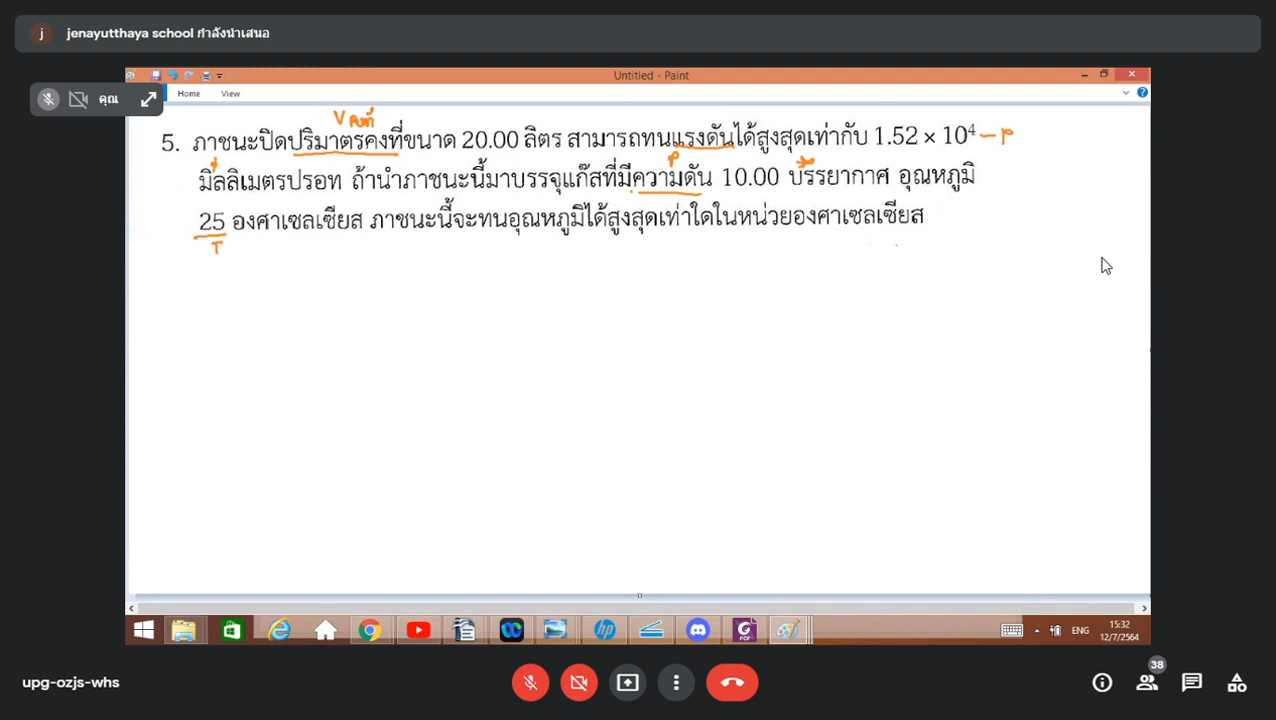 jenayutthaya school กำลังนำเสนอ
Untitled - Paint
คุณ
Home View
V คงที่
5. ภาชนะปิดปริมาตรคงที่ขนาด 20.00 ลิตร สามารถทนแรงดันได้สูงสุดเท่ากับ 1.52 × 10⁴ – P
P
มิลลิเมตรปรอท ถ้านำภาชนะนี้มาบรรจุแก๊สที่มีความดัน 10.00 บรรยากาศ อุณหภูมิ
25 องศาเซลเซียส ภาชนะนี้จะทนอุณหภูมิได้สูงสุดเท่าใดในหน่วยองศาเซลเซียส
T
ENG
15:32
12/7/2564
upg-ozjs-whs
38